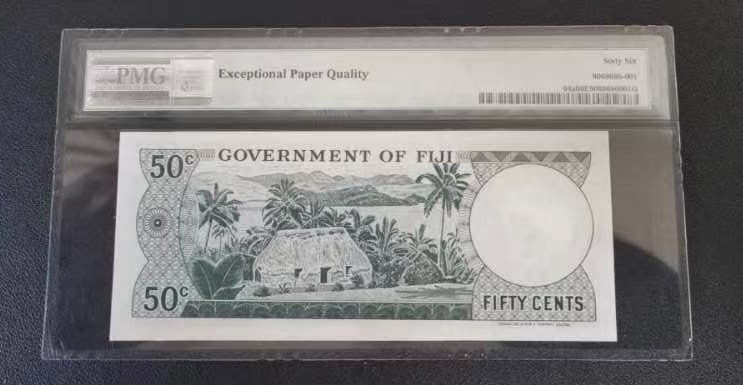 PMG
Exceptional Paper Quality
Sixty Six
50c
GOVERNMENT OF FIJI
50c
FIFTY CENTS